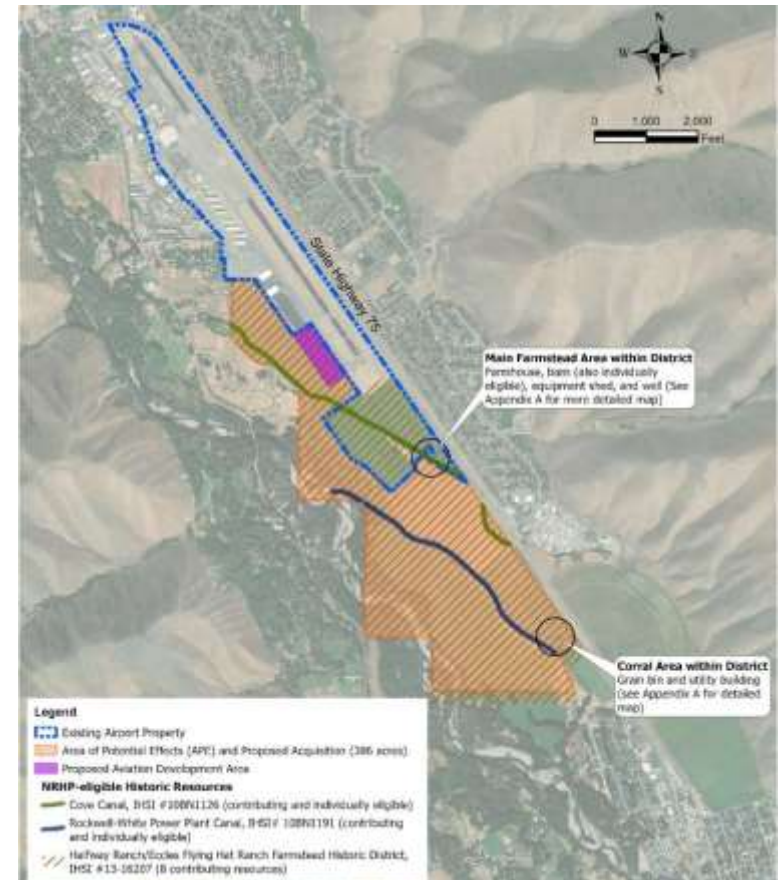 N
W E
S
0 1,000 2,000
Feet
State Highway 75
Main Farmstead Area within District
Farmhouse, barn (also individually
eligible), equipment shed, and well (See
Appendix A for more detailed map)
Corral Area within District
Grain bin and utility building
(see Appendix A for detailed
map)
Legend
Existing Airport Property
Area of Potential Effects (APE) and Proposed Acquisition (386 acres)
Proposed Aviation Development Area
NRHP-eligible Historic Resources
Cove Canal, IHSI #10BN1126 (contributing and individually eligible)
Rockwell-White Power Plant Canal, IHSI# 10BN1191 (contributing
and individually eligible)
Halfway Ranch/Eccles Flying Hat Ranch Farmstead Historic District,
IHSI #13-16207 (8 contributing resources)